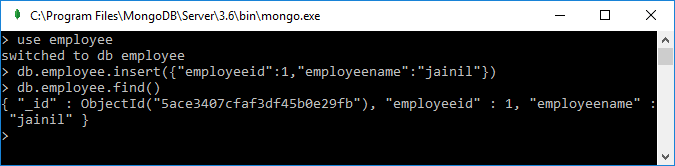 C:\Program Files\MongoDB\Server\3.6\bin\mongo.exe
> use employee
switched to db employee
> db.employee.insert({"employeeid":1,"employeename":"jainil"})
> db.employee.find()
{ "_id" : ObjectId("5ace3407cfaf3df45b0e29fb"), "employeeid" : 1, "employeename" :
"jainil" }
>